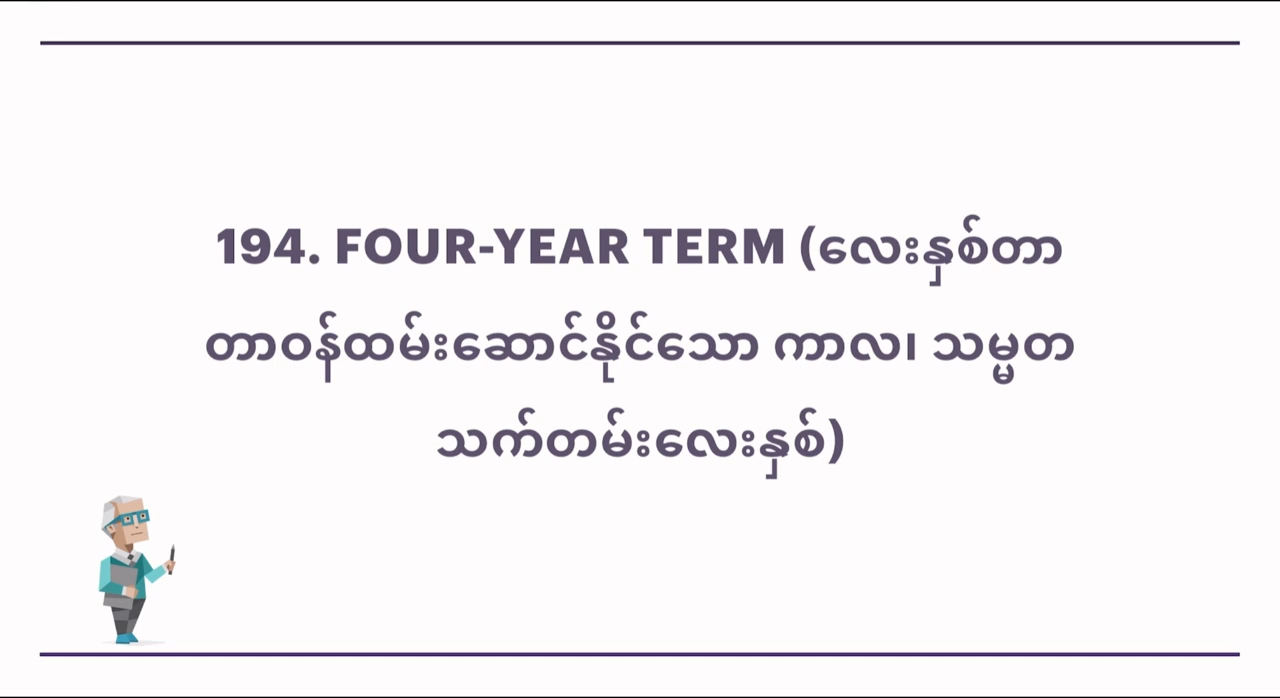 194. FOUR-YEAR TERM (လေးနှစ်တာ
တာဝန်ထမ်းဆောင်နိုင်သော ကာလ၊ သမ္မတ
သက်တမ်းလေးနှစ်)